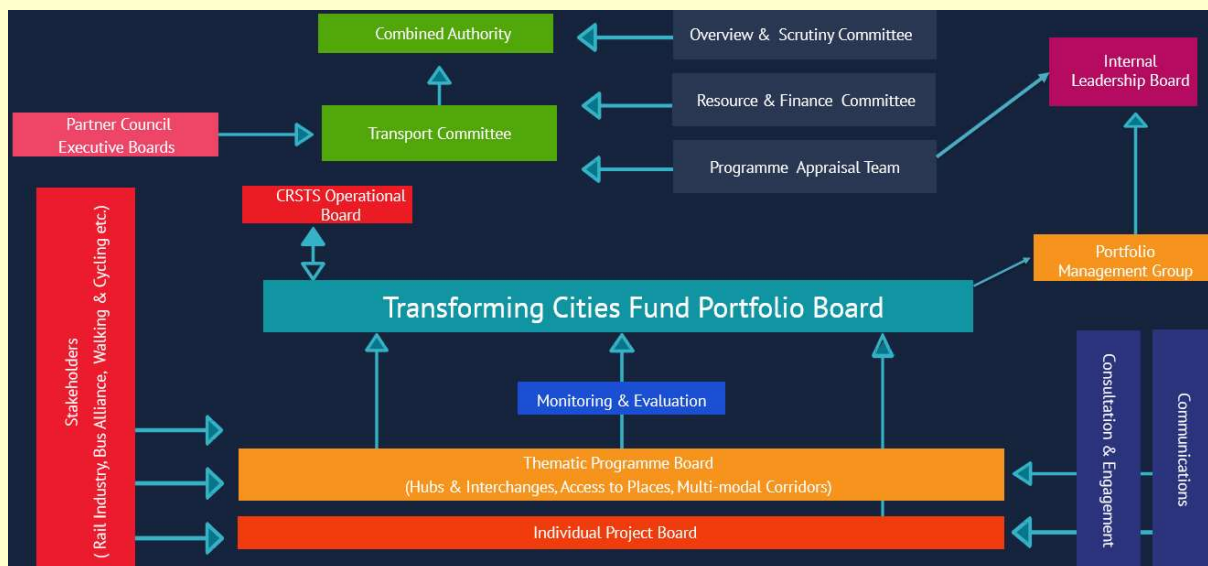 Combined Authority
Overview & Scrutiny Committee
Internal
Leadership Board
Resource & Finance Committee
Partner Council
Executive Boards
Transport Committee
Programme Appraisal Team
CRSTS Operational
Board
Stakeholders
( Rail Industry, Bus Alliance, Walking & Cycling etc.)
Portfolio
Management Group
Transforming Cities Fund Portfolio Board
Monitoring & Evaluation
Consultation & Engagement
Communications
Thematic Programme Board
(Hubs & Interchanges, Access to Places, Multi-modal Corridors)
Individual Project Board